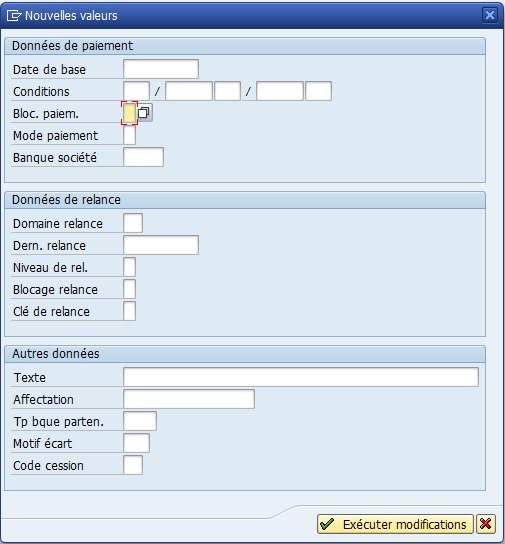 Nouvelles valeurs
Données de paiement
Date de base
Conditions / /
Bloc. paiem.
Mode paiement
Banque société
Données de relance
Domaine relance
Dern. relance
Niveau de rel.
Blocage relance
Clé de relance
Autres données
Texte
Affectation
Tp bque parten.
Motif écart
Code cession
Exécuter modifications